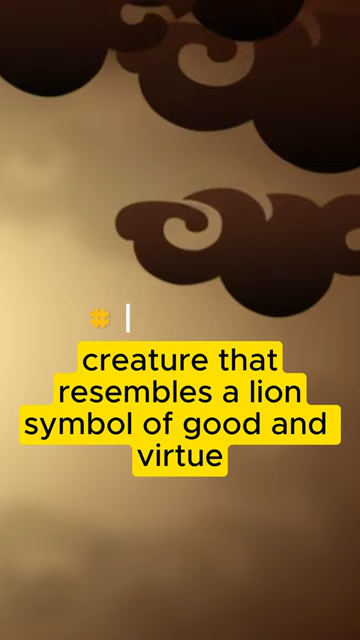 # |
creature that
resembles a lion
symbol of good and
virtue